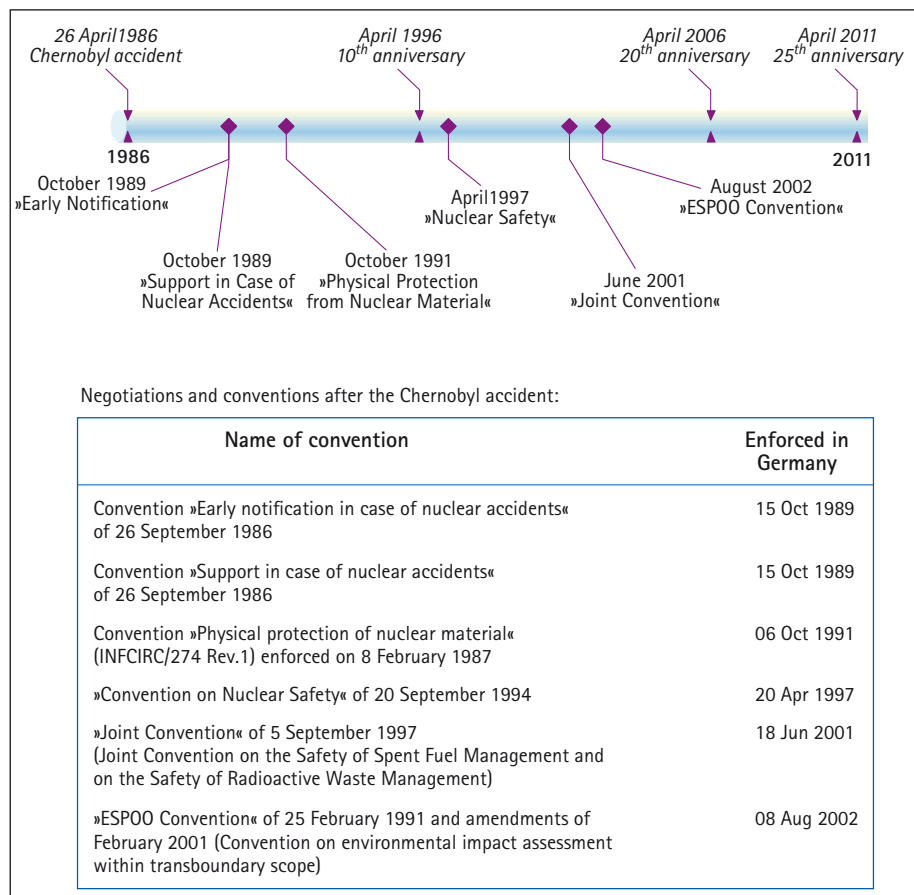 26 April1986
Chernobyl accident
April 1996
10th anniversary
April 2006
20th anniversary
April 2011
25th anniversary
1986
2011
October 1989
»Early Notification«
April1997
»Nuclear Safety«
August 2002
»ESPOO Convention«
October 1989
»Support in Case of
Nuclear Accidents«
October 1991
»Physical Protection
from Nuclear Material«
June 2001
»Joint Convention«
Negotiations and conventions after the Chernobyl accident:
Name of convention
Enforced in
Germany
Convention »Early notification in case of nuclear accidents«
of 26 September 1986
15 Oct 1989
Convention »Support in case of nuclear accidents«
of 26 September 1986
15 Oct 1989
Convention »Physical protection of nuclear material«
(INFCIRC/274 Rev.1) enforced on 8 February 1987
06 Oct 1991
»Convention on Nuclear Safety« of 20 September 1994
20 Apr 1997
»Joint Convention« of 5 September 1997
(Joint Convention on the Safety of Spent Fuel Management and
on the Safety of Radioactive Waste Management)
18 Jun 2001
»ESPOO Convention« of 25 February 1991 and amendments of
February 2001 (Convention on environmental impact assessment
within transboundary scope)
08 Aug 2002